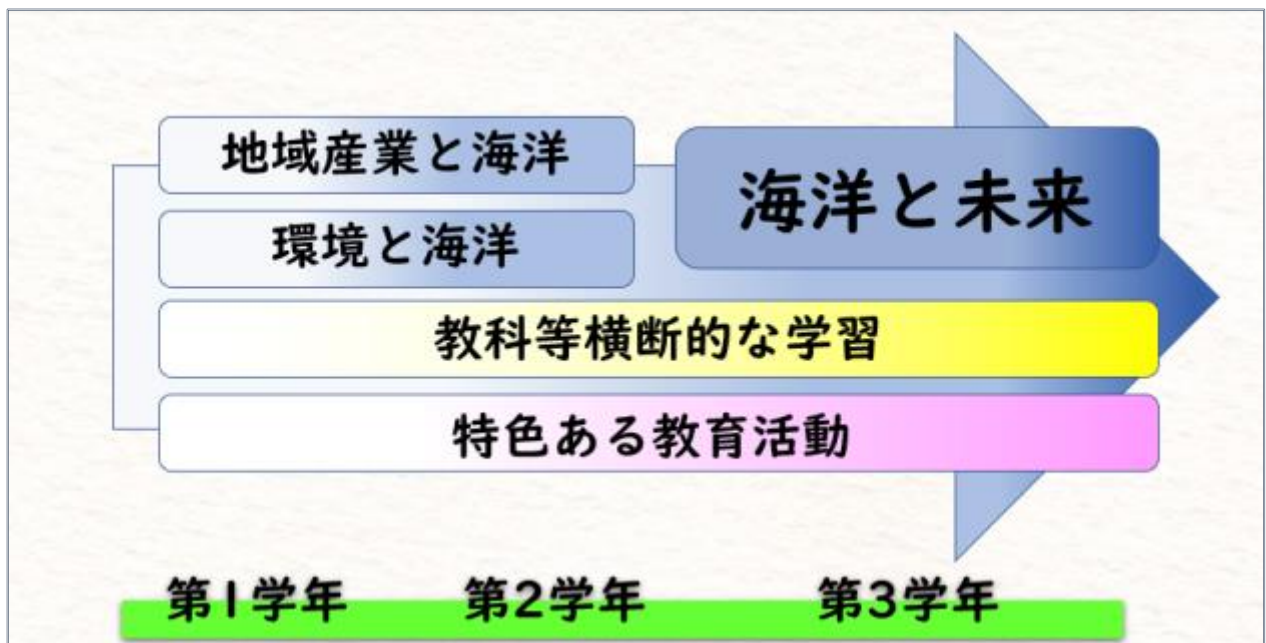 地域産業と海洋
環境と海洋
海洋と未来
教科等横断的な学習
特色ある教育活動
第1学年 第2学年 第3学年